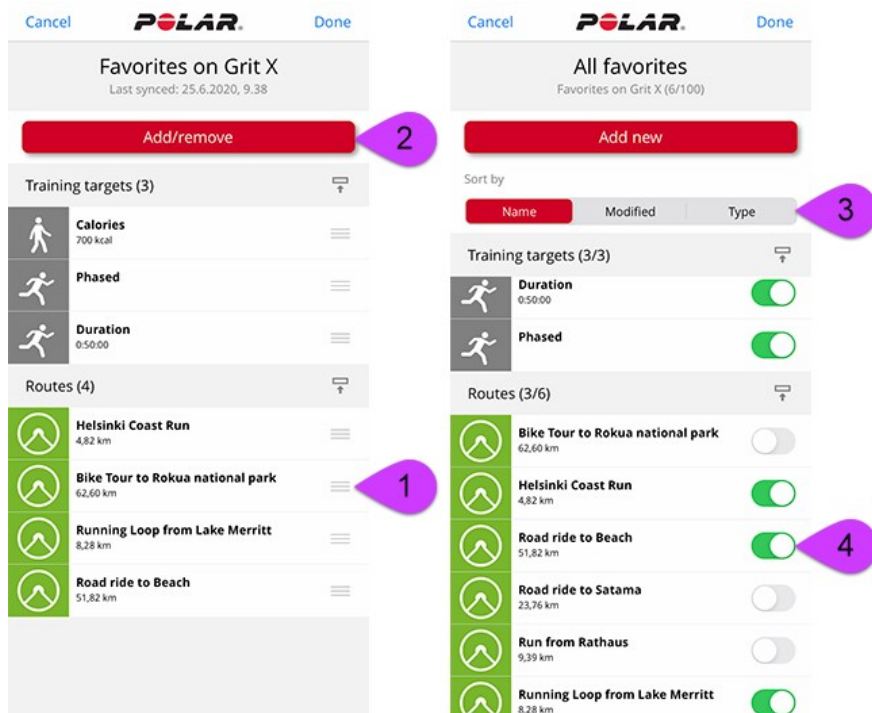 Cancel
POLAR.
Done
Favorites on Grit X
Last synced: 25.6.2020, 9.38
Add/remove
2
Training targets (3)
Calories
700 kcal
Phased
Duration
0:50:00
Routes (4)
Helsinki Coast Run
4,82 km
Bike Tour to Rokua national park
62,60 km
1
Running Loop from Lake Merritt
8,28 km
Road ride to Beach
51,82 km
Cancel
POLAR.
Done
All favorites
Favorites on Grit X (6/100)
Add new
Sort by
Name Modified Type
3
Training targets (3/3)
Duration
0:50:00
Phased
Routes (3/6)
Bike Tour to Rokua national park
62,60 km
Helsinki Coast Run
4,82 km
Road ride to Beach
51,82 km
4
Road ride to Satama
23,76 km
Run from Rathaus
9,39 km
Running Loop from Lake Merritt
8,28 km